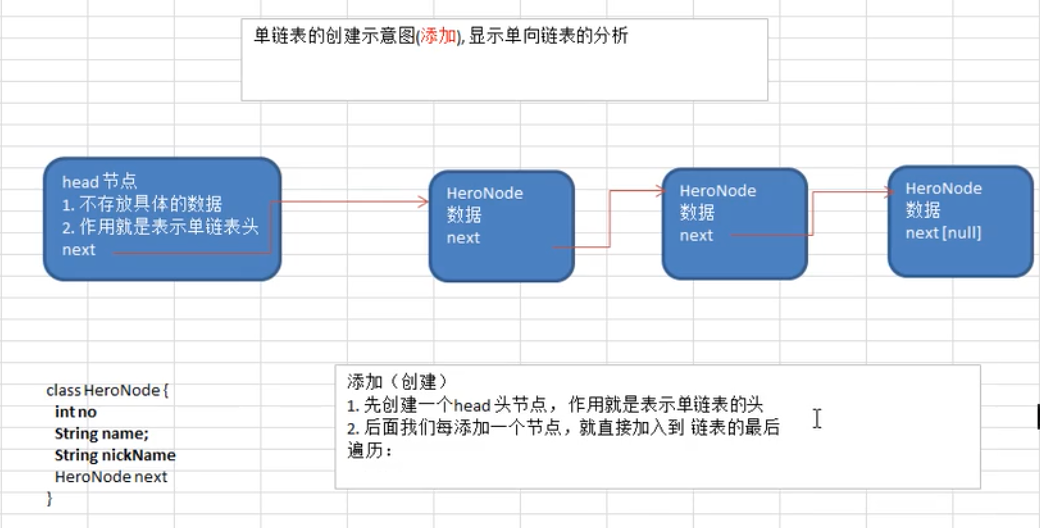 单链表的创建示意图(添加), 显示单向链表的分析
head 节点
1. 不存放具体的数据
2. 作用就是表示单链表头
next
HeroNode
数据
next
HeroNode
数据
next
HeroNode
数据
next [null]
class HeroNode {
int no
String name;
String nickName
HeroNode next
}
添加（创建）
1. 先创建一个head 头节点，作用就是表示单链表的头
2. 后面我们每添加一个节点，就直接加入到 链表的最后
遍历：